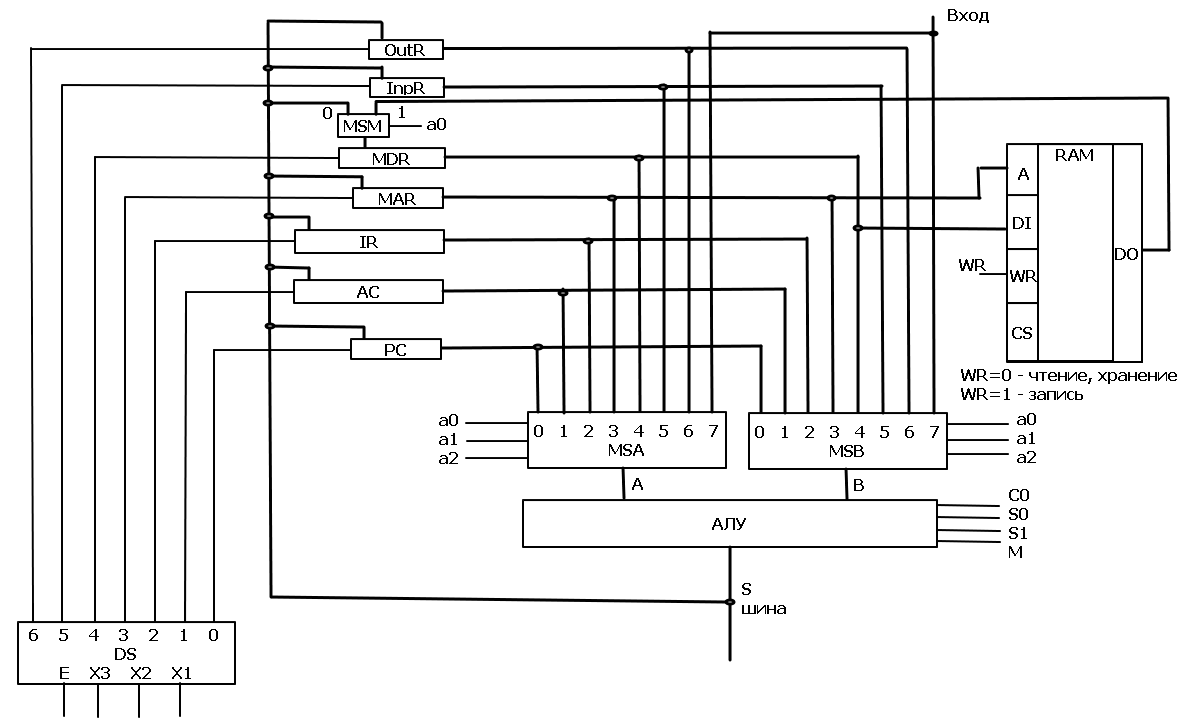 Вход
OutR
InpR
0 1
MSM a0
MDR
RAM
A
MAR
DI
IR
DO
WR WR
AC
CS
PC
WR=0 - чтение, хранение
WR=1 - запись
a0 0 1 2 3 4 5 6 7 0 1 2 3 4 5 6 7 a0
a1 MSA MSB a1
a2 a2
A B
C0
АЛУ S0
S1
M
S
шина
6 5 4 3 2 1 0
DS
E X3 X2 X1